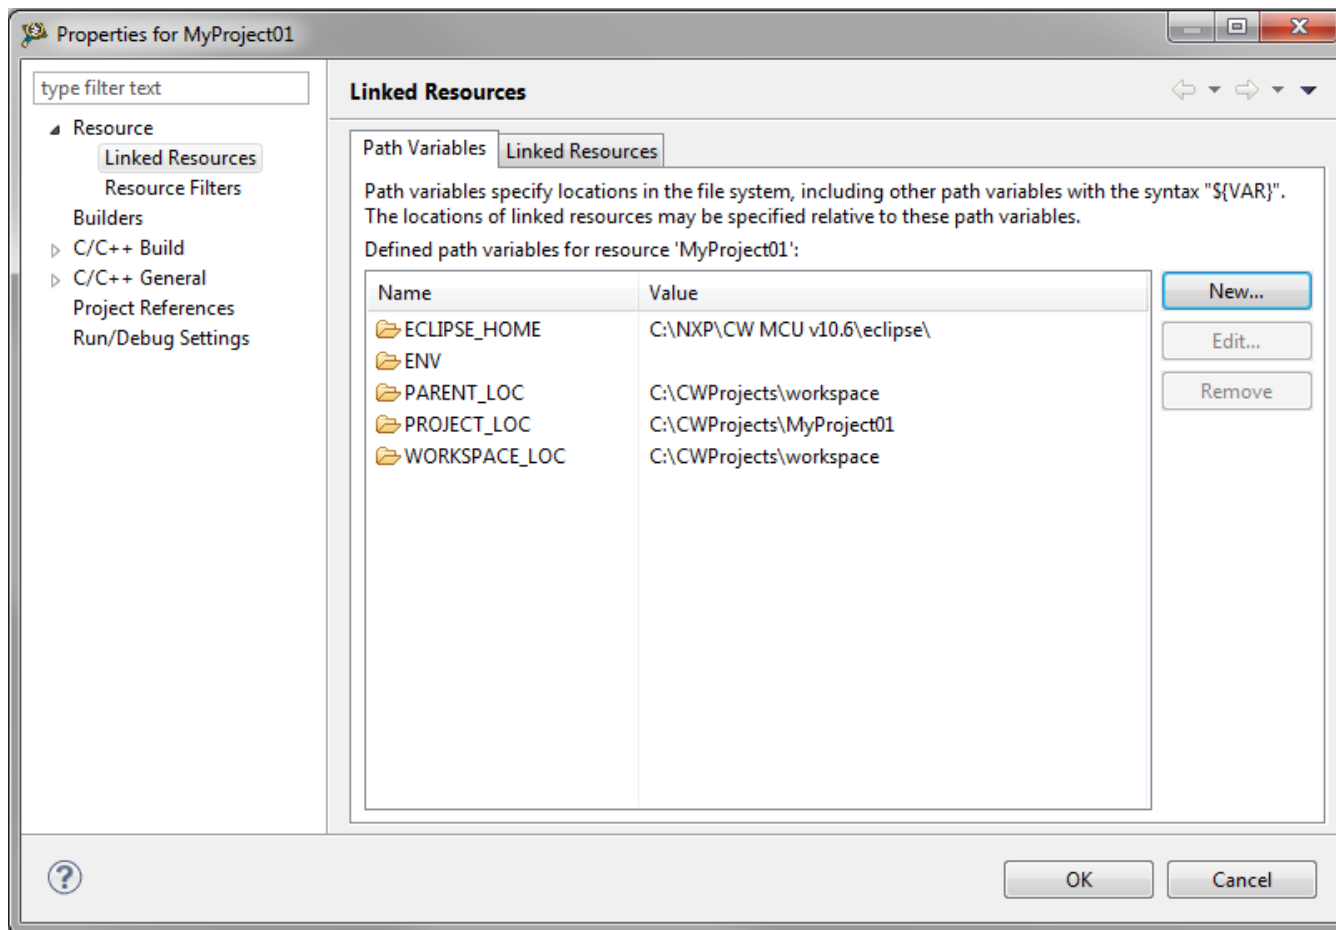 Properties for MyProject01
type filter text
Resource
Linked Resources
Resource Filters
Builders
C/C++ Build
C/C++ General
Project References
Run/Debug Settings
Linked Resources
Path Variables
Linked Resources
Path variables specify locations in the file system, including other path variables with the syntax "${VAR}".
The locations of linked resources may be specified relative to these path variables.
Defined path variables for resource 'MyProject01':
Name Value
ECLIPSE_HOME C:\NXP\CW MCU v10.6\eclipse\
ENV
PARENT_LOC C:\CWProjects\workspace
PROJECT_LOC C:\CWProjects\MyProject01
WORKSPACE_LOC C:\CWProjects\workspace
New...
Edit...
Remove
?
OK
Cancel